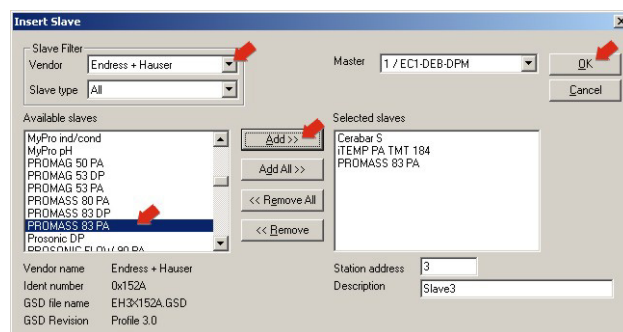 Insert Slave
Slave Filter
Vendor Endress + Hauser
Slave type All
Master 1 / EC1-DEB-DPM
OK
Cancel
Available slaves
MyPro ind/cond
MyPro pH
PROMAG 50 PA
PROMAG 53 DP
PROMAG 53 PA
PROMASS 80 PA
PROMASS 83 DP
PROMASS 83 PA
Prosonic DP
PROSONIC FLOW 90 PA
Add >>
Add All >>
<< Remove All
<< Remove
Selected slaves
Cerabar S
iTEMP PA TMT 184
PROMASS 83 PA
Vendor name Endress + Hauser
Ident number 0x152A
GSD file name EH3X152A.GSD
GSD Revision Profile 3.0
Station address 3
Description Slave3